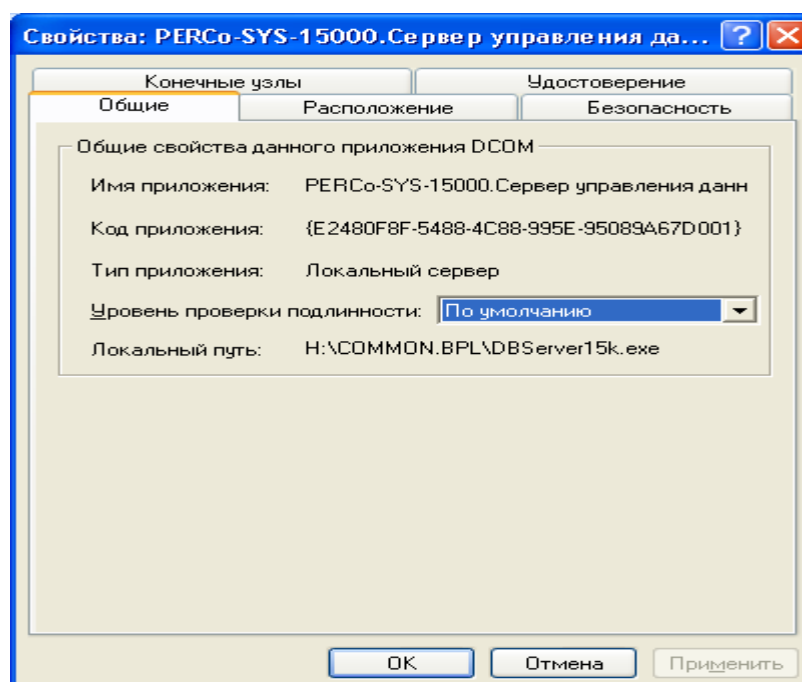 Свойства: PERCo-SYS-15000.Сервер управления да...
Конечные узлы Удостоверение
Общие Расположение Безопасность
Общие свойства данного приложения DCOM
Имя приложения: PERCo-SYS-15000.Сервер управления данн
Код приложения: {E2480F8F-5488-4C88-995E-95089A67D001}
Тип приложения: Локальный сервер
Уровень проверки подлинности: По умолчанию
Локальный путь: H:\COMMON.BPL\DBServer15k.exe
OK Отмена Применить